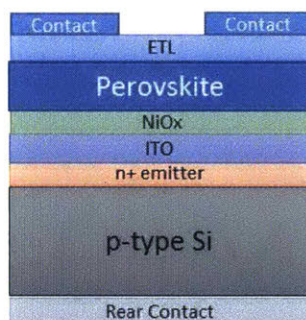 Contact Contact
ETL
Perovskite
NiOx
ITO
n+ emitter
p-type Si
Rear Contact